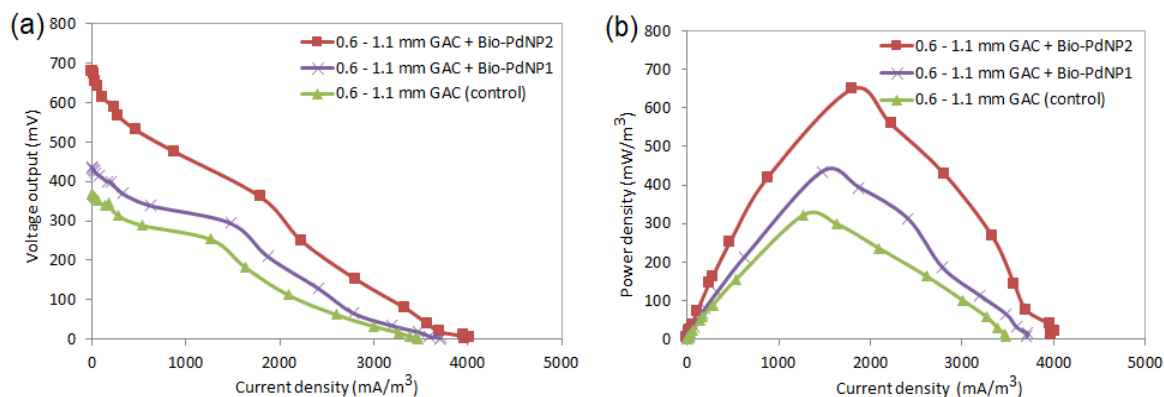 (a)
800
700
600
500
400
300
200
100
0
Voltage output (mV)
0.6 - 1.1 mm GAC + Bio-PdNP2
0.6 - 1.1 mm GAC + Bio-PdNP1
0.6 - 1.1 mm GAC (control)
0 1000 2000 3000 4000 5000
Current density (mA/m³)
(b)
800
700
600
500
400
300
200
100
0
Power density (mW/m³)
0.6 - 1.1 mm GAC + Bio-PdNP2
0.6 - 1.1 mm GAC + Bio-PdNP1
0.6 - 1.1 mm GAC (control)
0 1000 2000 3000 4000 5000
Current density (mA/m³)